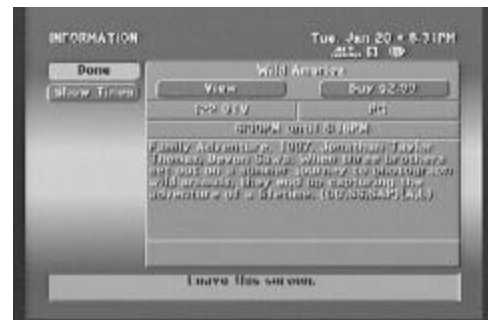 INFORMATION
Tue, Jan 20 • 6:31PM
Done
Wild America
Show Times
View
Buy $2.99
PG
Family Adventure. 1997. Jonathan Taylor
Thomas, Devon Sawa. When three brothers
set out on a summer journey to photograph
wild animals, they end up capturing the
adventure of a lifetime.
Leave this screen.